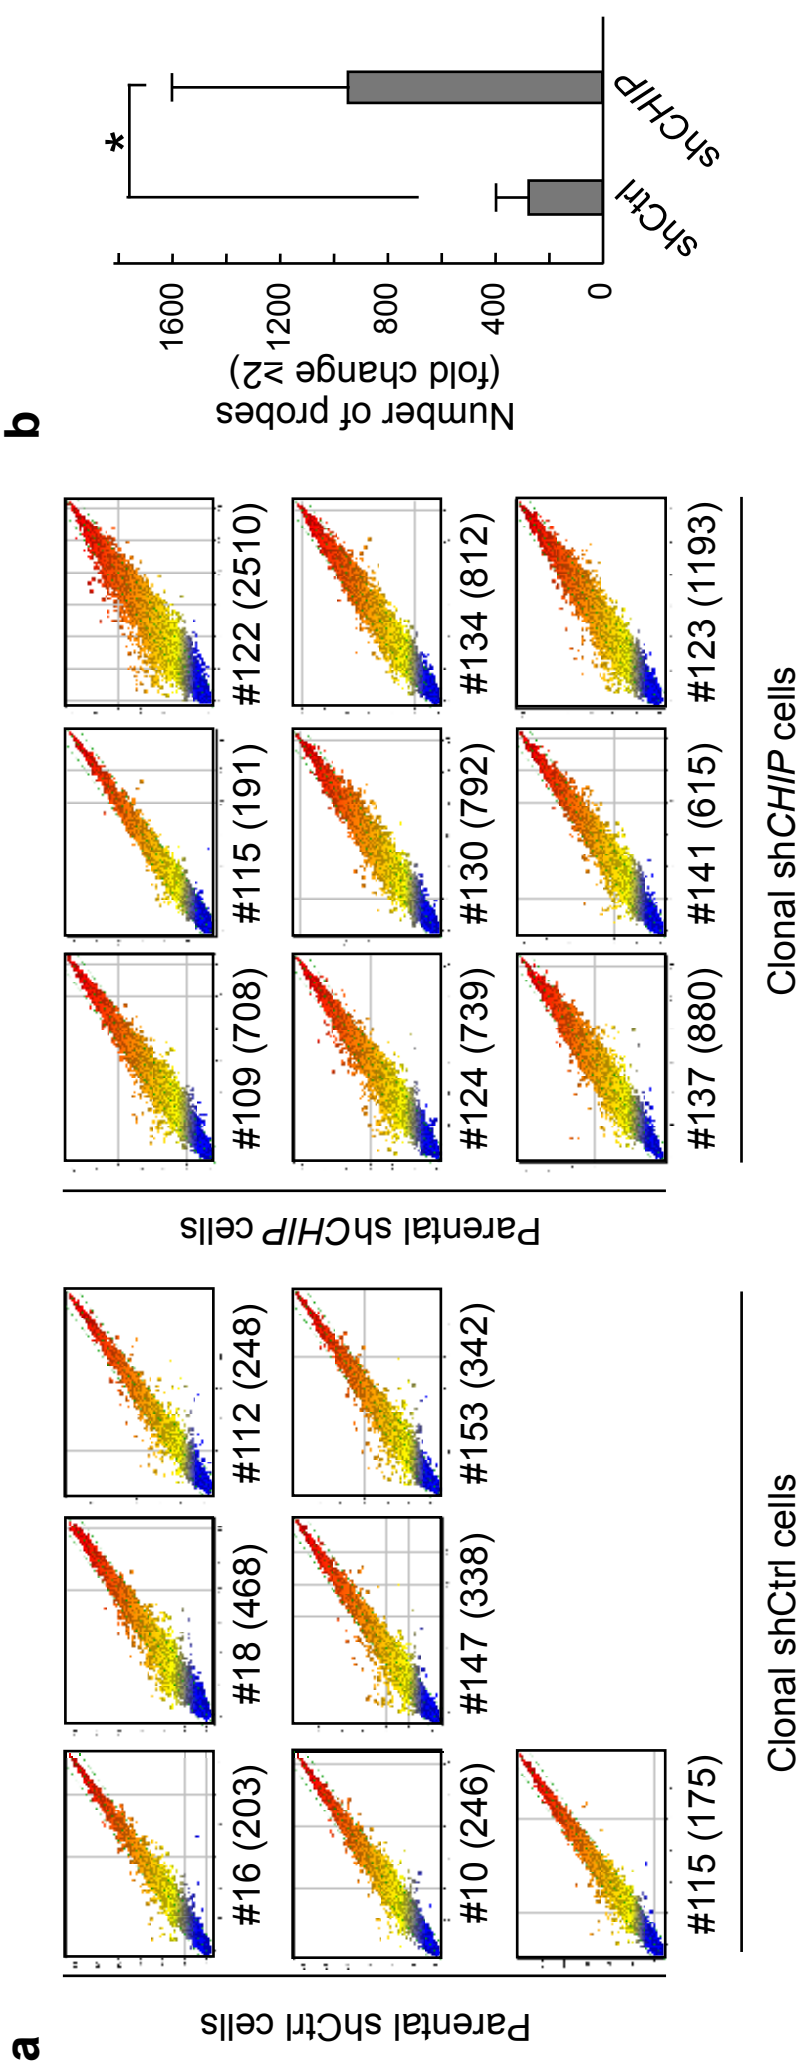 a
Parental shCtrl cells
#16 (203)
#18 (468)
#112 (248)
#10 (246)
#147 (338)
#153 (342)
#115 (175)
Clonal shCtrl cells
Parental shCHIP cells
#109 (708)
#115 (191)
#122 (2510)
#124 (739)
#130 (792)
#134 (812)
#137 (880)
#141 (615)
#123 (1193)
Clonal shCHIP cells
b
Number of probes
(fold change ≥2)
1600
1200
800
400
0
*
shCtrl
shCHIP